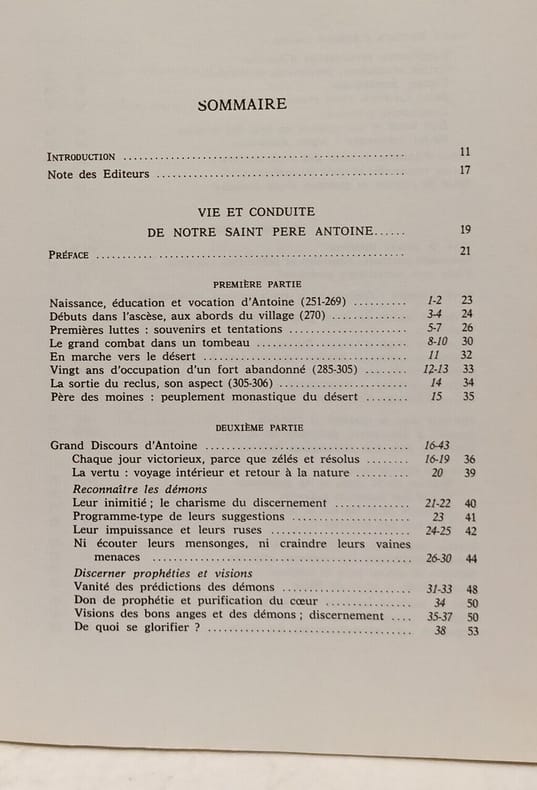 SOMMAIRE
INTRODUCTION ........................................ 11
Note des Editeurs ........................................ 17
VIE ET CONDUITE
DE NOTRE SAINT PERE ANTOINE...... 19
PRÉFACE ........................................ 21
PREMIÈRE PARTIE
Naissance, éducation et vocation d'Antoine (251-269) .......... 1-2 23
Débuts dans l'ascèse, aux abords du village (270) .............. 3-4 24
Premières luttes : souvenirs et tentations ...................... 5-7 26
Le grand combat dans un tombeau .............................. 8-10 30
En marche vers le désert ...................................... 11 32
Vingt ans d'occupation d'un fort abandonné (285-305) ........ 12-13 33
La sortie du reclus, son aspect (305-306) ........................ 14 34
Père des moines : peuplement monastique du désert ........ 15 35
DEUXIÈME PARTIE
Grand Discours d'Antoine ...................................... 16-43
Chaque jour victorieux, parce que zélés et résolus ........ 16-19 36
La vertu : voyage intérieur et retour à la nature .......... 20 39
Reconnaître les démons
Leur inimitié ; le charisme du discernement .............. 21-22 40
Programme-type de leurs suggestions ...................... 23 41
Leur impuissance et leurs ruses .......................... 24-25 42
Ni écouter leurs mensonges, ni craindre leurs vaines
menaces ................................................ 26-30 44
Discerner prophéties et visions
Vanité des prédictions des démons ........................ 31-33 48
Don de prophétie et purification du cœur ................ 34 50
Visions des bons anges et des démons ; discernement .... 35-37 50
De quoi se glorifier ? ...................................... 38 53